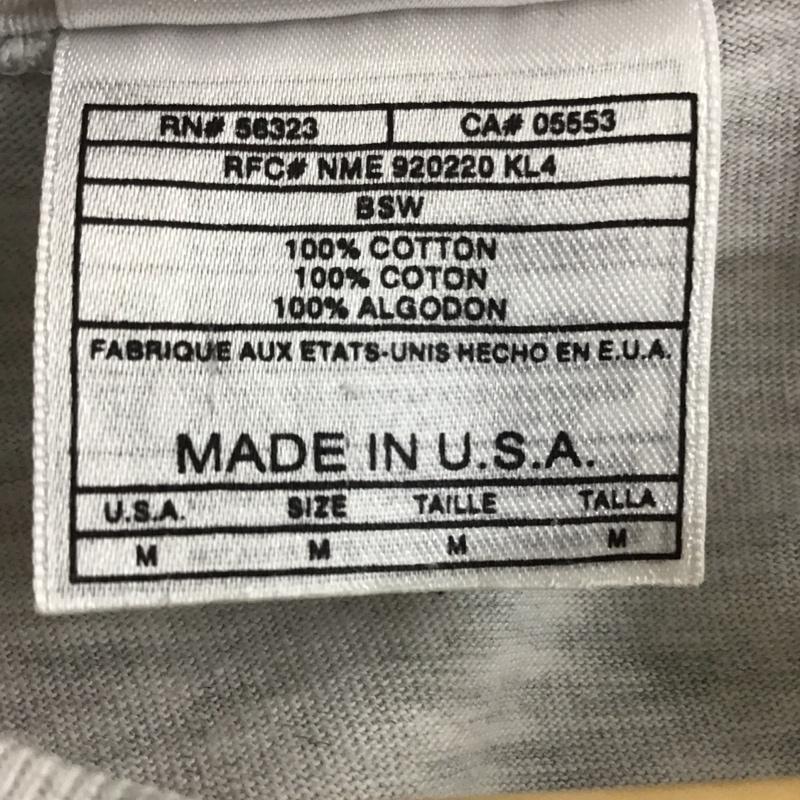 RN# 56323 CA# 05553
RFC# NME 920220 KL4
BSW
100% COTTON
100% COTON
100% ALGODON
FABRIQUE AUX ETATS-UNIS HECHO EN E.U.A.
MADE IN U.S.A.
U.S.A. SIZE TAILLE TALLA
M M M M